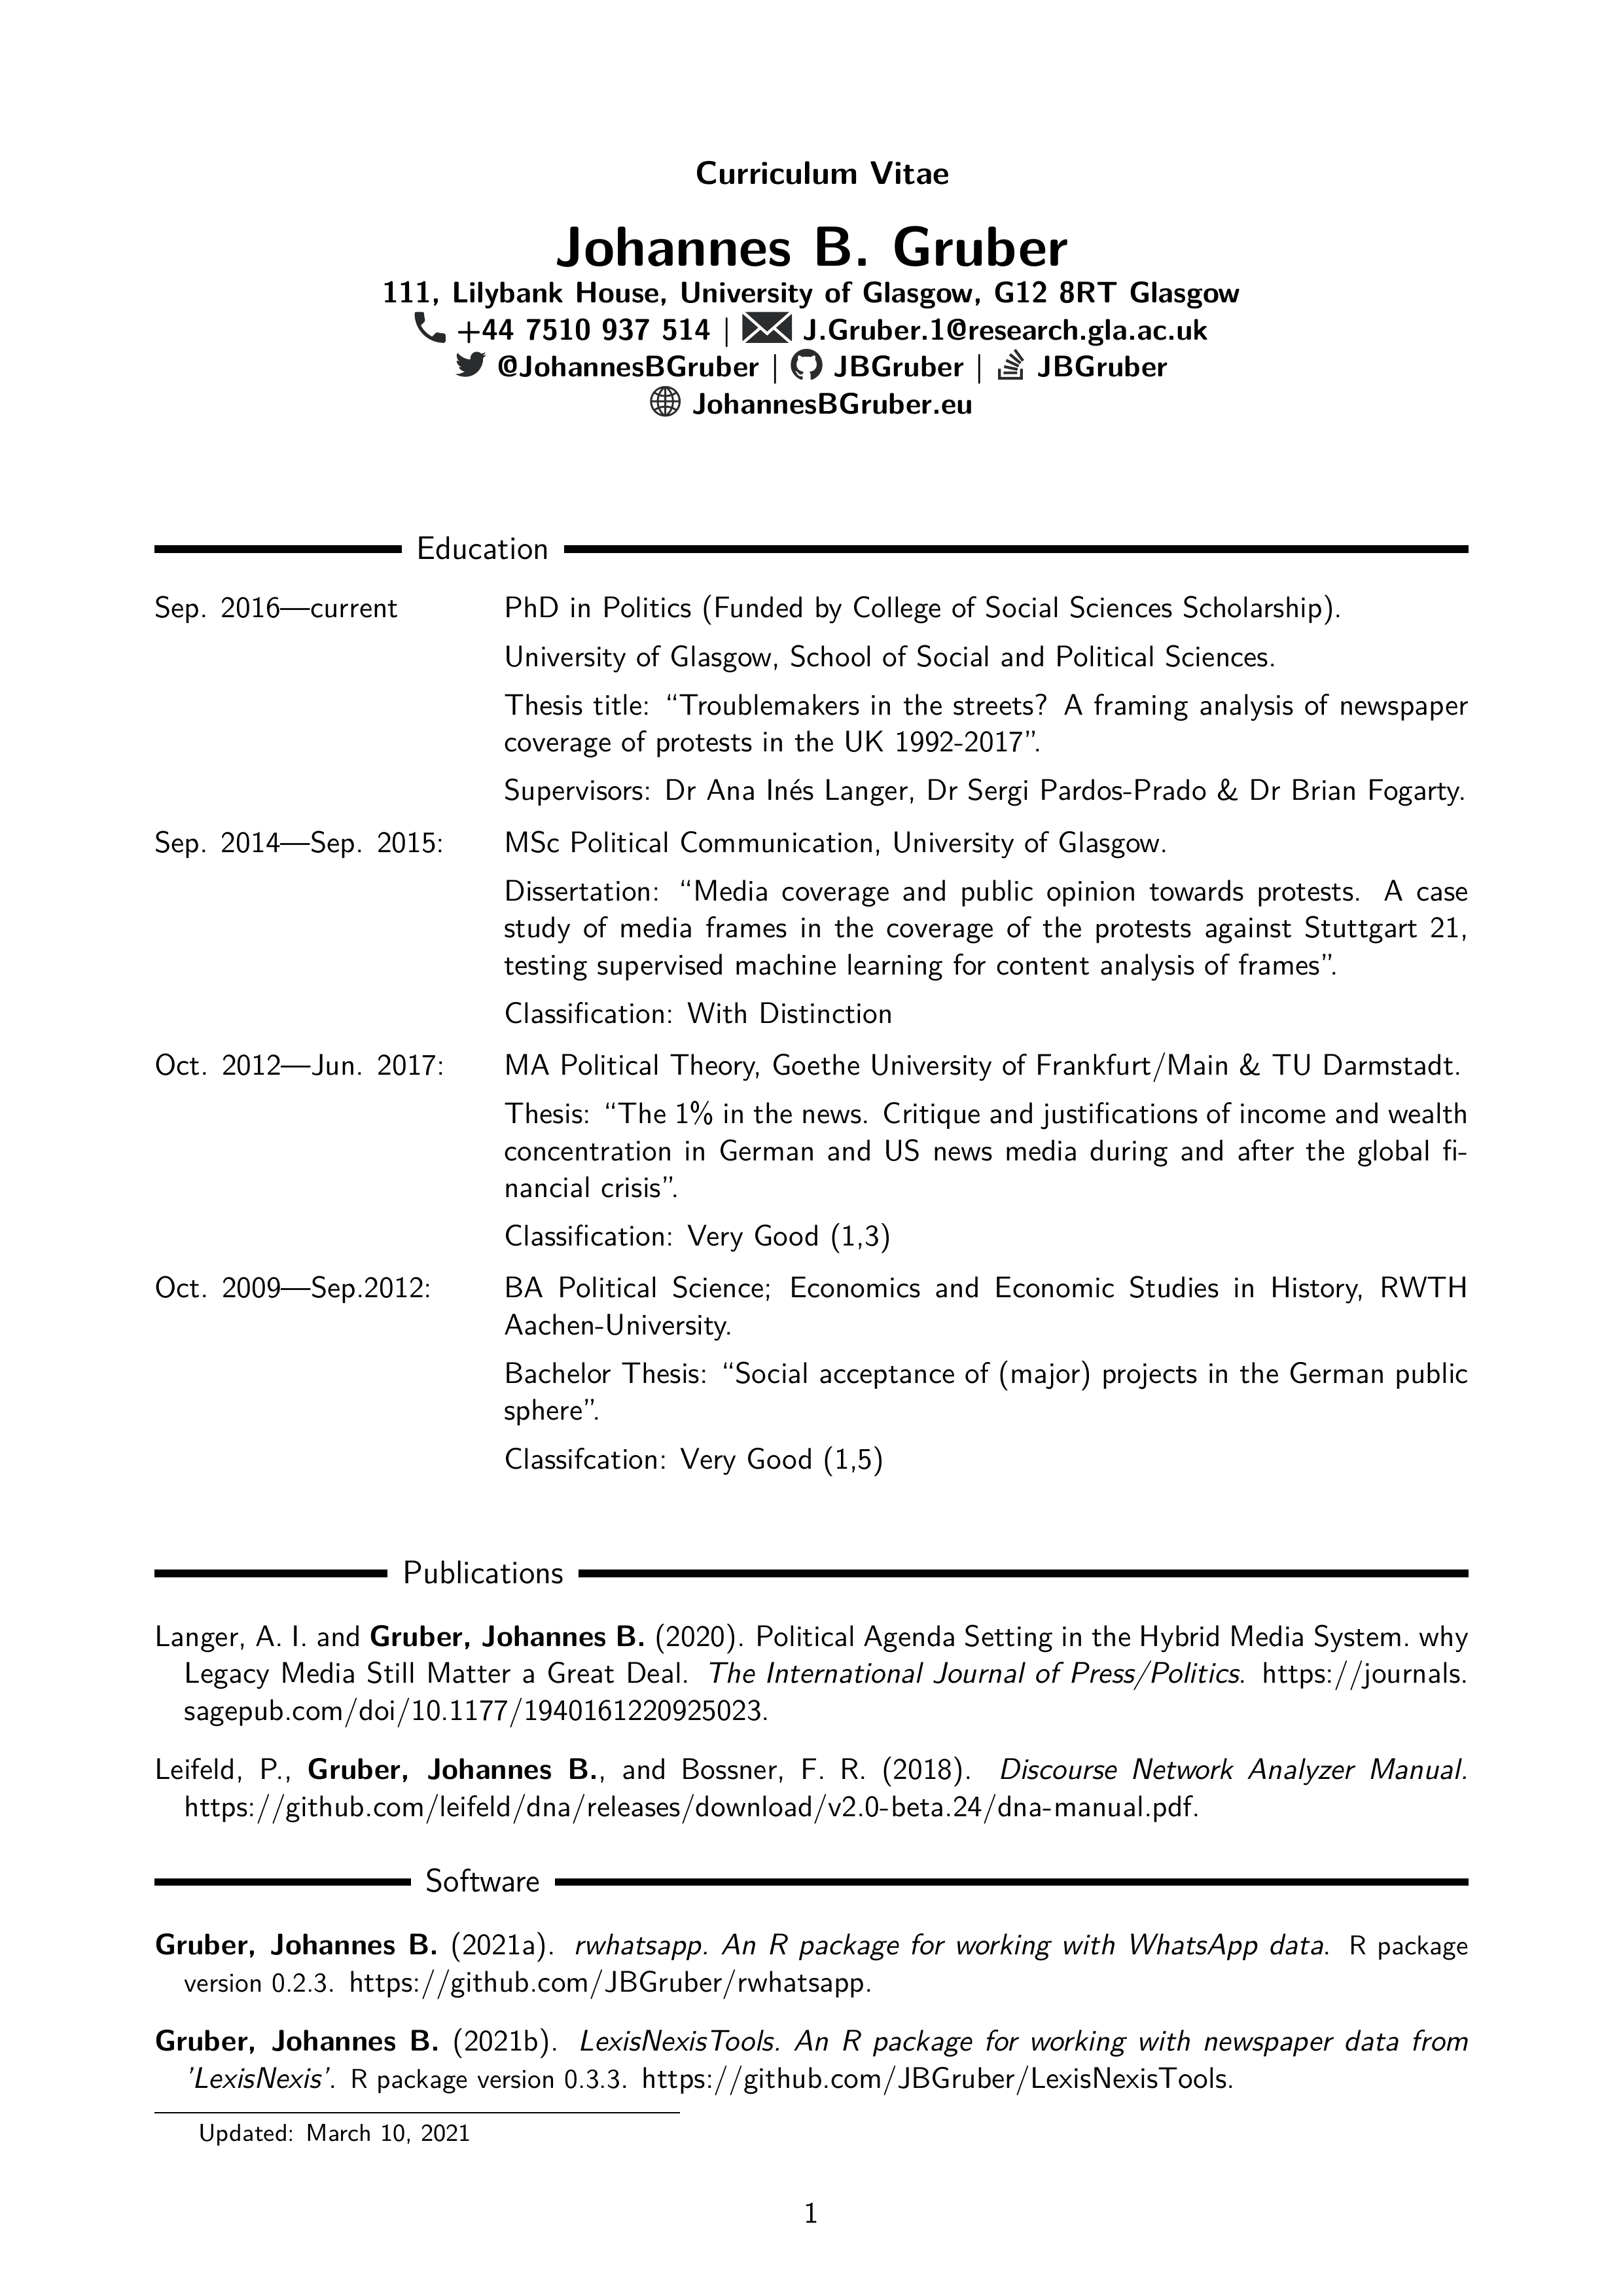 Curriculum Vitae
Johannes B. Gruber
111, Lilybank House, University of Glasgow, G12 8RT Glasgow
+44 7510 937 514 | J.Gruber.1@research.gla.ac.uk
@JohannesBGruber | JBGruber | JBGruber
JohannesBGruber.eu
Education
Sep. 2016—current PhD in Politics (Funded by College of Social Sciences Scholarship).
University of Glasgow, School of Social and Political Sciences.
Thesis title: “Troublemakers in the streets? A framing analysis of newspaper
coverage of protests in the UK 1992-2017”.
Supervisors: Dr Ana Inés Langer, Dr Sergi Pardos-Prado & Dr Brian Fogarty.
Sep. 2014—Sep. 2015: MSc Political Communication, University of Glasgow.
Dissertation: “Media coverage and public opinion towards protests. A case
study of media frames in the coverage of the protests against Stuttgart 21,
testing supervised machine learning for content analysis of frames”.
Classification: With Distinction
Oct. 2012—Jun. 2017: MA Political Theory, Goethe University of Frankfurt/Main & TU Darmstadt.
Thesis: “The 1% in the news. Critique and justifications of income and wealth
concentration in German and US news media during and after the global fi-
nancial crisis”.
Classification: Very Good (1,3)
Oct. 2009—Sep.2012: BA Political Science; Economics and Economic Studies in History, RWTH
Aachen-University.
Bachelor Thesis: “Social acceptance of (major) projects in the German public
sphere”.
Classifcation: Very Good (1,5)
Publications
Langer, A. I. and Gruber, Johannes B. (2020). Political Agenda Setting in the Hybrid Media System. why
Legacy Media Still Matter a Great Deal. The International Journal of Press/Politics. https://journals.
sagepub.com/doi/10.1177/1940161220925023.
Leifeld, P., Gruber, Johannes B., and Bossner, F. R. (2018). Discourse Network Analyzer Manual.
https://github.com/leifeld/dna/releases/download/v2.0-beta.24/dna-manual.pdf.
Software
Gruber, Johannes B. (2021a). rwhatsapp. An R package for working with WhatsApp data. R package
version 0.2.3. https://github.com/JBGruber/rwhatsapp.
Gruber, Johannes B. (2021b). LexisNexisTools. An R package for working with newspaper data from
'LexisNexis'. R package version 0.3.3. https://github.com/JBGruber/LexisNexisTools.
Updated: March 10, 2021
1